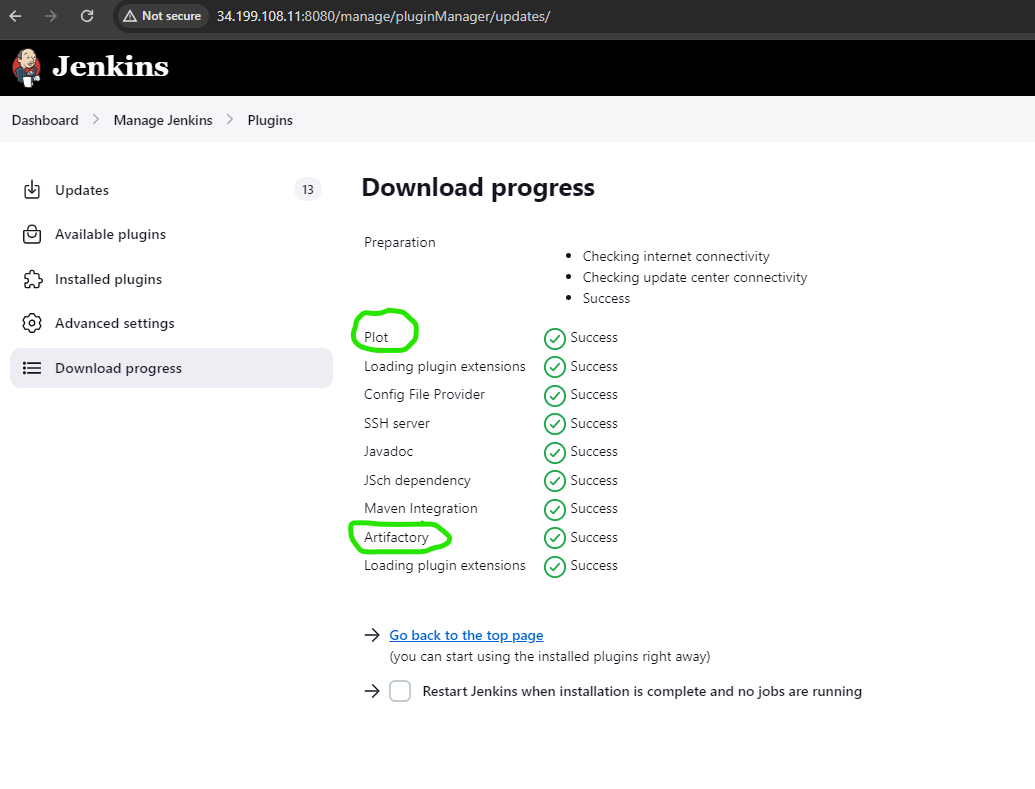 Not secure 34.199.108.11:8080/manage/pluginManager/updates/
Jenkins
Dashboard > Manage Jenkins > Plugins
Updates 13
Available plugins
Installed plugins
Advanced settings
Download progress
Download progress
Preparation
• Checking internet connectivity
• Checking update center connectivity
• Success
Plot Success
Loading plugin extensions Success
Config File Provider Success
SSH server Success
Javadoc Success
JSch dependency Success
Maven Integration Success
Artifactory Success
Loading plugin extensions Success
Go back to the top page
(you can start using the installed plugins right away)
Restart Jenkins when installation is complete and no jobs are running